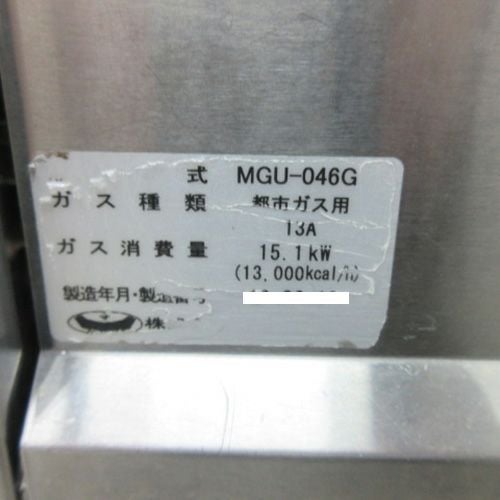 式 MGU-046G
ガス種類 都市ガス用
13A
ガス消費量 15.1kW
(13,000kcal/h)
製造年月・製造番号
株